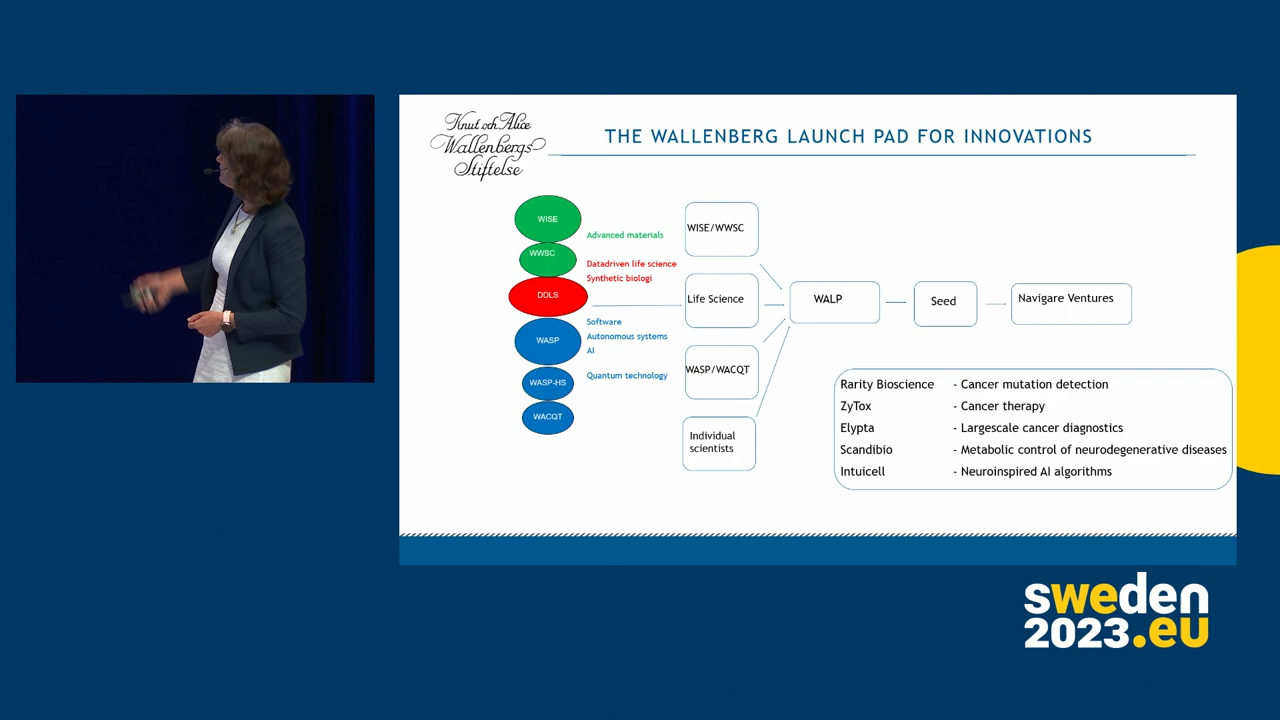 Knut och Alice
Wallenbergs
Stiftelse
THE WALLENBERG LAUNCH PAD FOR INNOVATIONS
WISE
WWSC
DDLS
WASP
WASP-HS
WACQT
Advanced materials
Datadriven life science
Synthetic biologi
Software
Autonomous systems
AI
Quantum technology
WISE/WWSC
Life Science
WASP/WACQT
Individual
scientists
WALP
Seed
Navigare Ventures
Rarity Bioscience - Cancer mutation detection
ZyTox - Cancer therapy
Elypta - Largescale cancer diagnostics
Scandibio - Metabolic control of neurodegenerative diseases
Intuicell - Neuroinspired AI algorithms
sweden
2023.eu